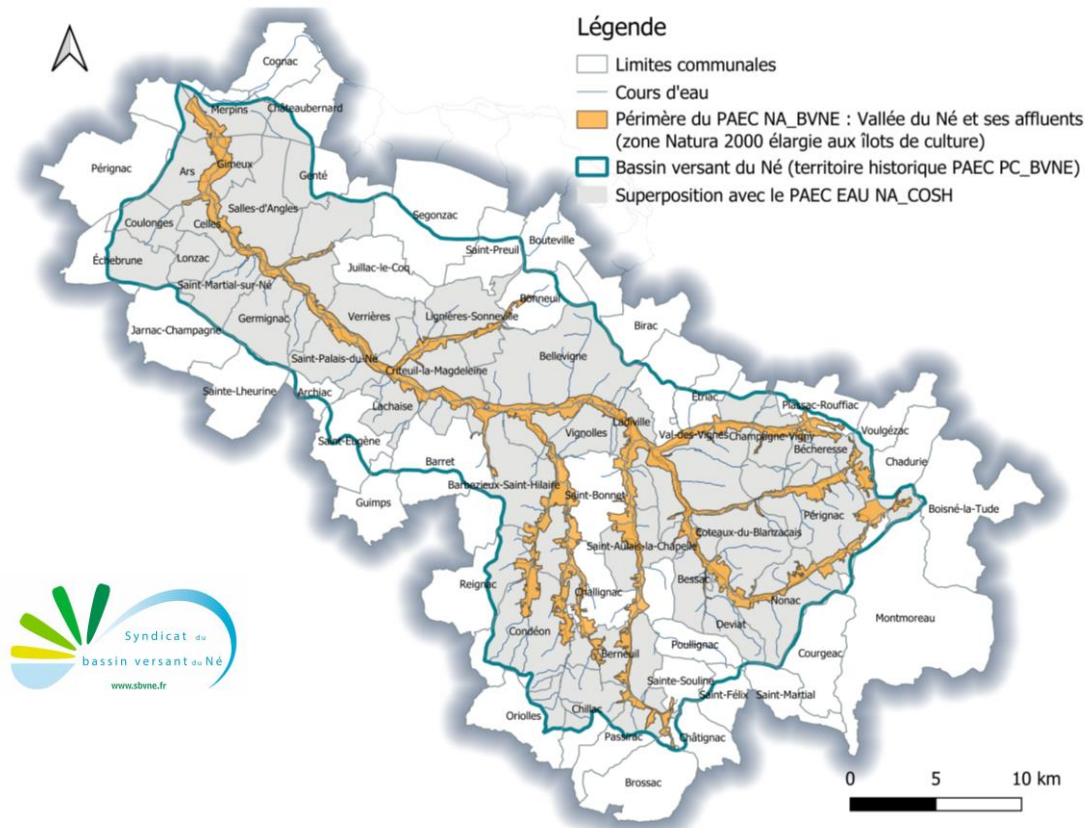 Légende
Limites communales
Cours d'eau
Périmère du PAEC NA_BVNE : Vallée du Né et ses affluents
(zone Natura 2000 élargie aux îlots de culture)
Bassin versant du Né (territoire historique PAEC PC_BVNE)
Superposition avec le PAEC EAU NA_COSH
Cognac
Merpins
Châteaubernard
Pérignac
Gimeux
Ars
Genté
Salles-d'Angles
Segonzac
Coulonges
Celles
Saint-Preuil
Bouteville
Échebrune
Lonzac
Juillac-le-Coq
Saint-Martial-sur-Né
Bonneuil
Germignac
Verrières
Lignières-Sonneville
Birac
Jarnac-Champagne
Saint-Palais-du-Né
Bellevigne
Criteuil-la-Magdeleine
Sainte-Lheurine
Archiac
Lachaise
Etriac
Plassac-Rouffiac
Saint-Eugène
Vignolles
Ladiville
Val-des-Vignes
Champagne-Vigny
Voulgézac
Bécheresse
Chadurie
Barret
Barbezieux-Saint-Hilaire
Guimps
Saint-Bonnet
Pérignac
Boisné-la-Tude
Coteaux-du-Blanzacais
Saint-Aulais-la-Chapelle
Reignac
Bessac
Challignac
Nonac
Montmoreau
Condéon
Deviat
Poullignac
Berneuil
Courgeac
Sainte-Souline
Saint-Félix
Saint-Martial
Chillac
Oriolles
Passirac
Châtignac
Brossac
Syndicat du
bassin versant du Né
www.sbvne.fr
0 5 10 km